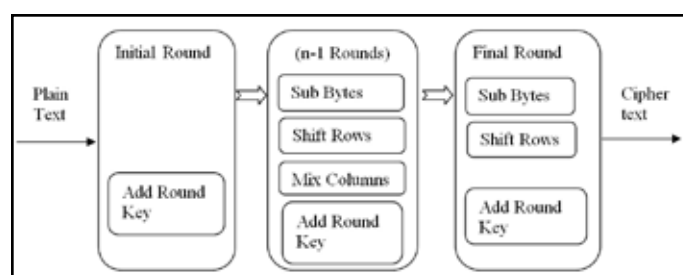 Plain
Text
Initial Round
Add Round
Key
(n-1 Rounds)
Sub Bytes
Shift Rows
Mix Columns
Add Round
Key
Final Round
Sub Bytes
Shift Rows
Add Round
Key
Cipher
text